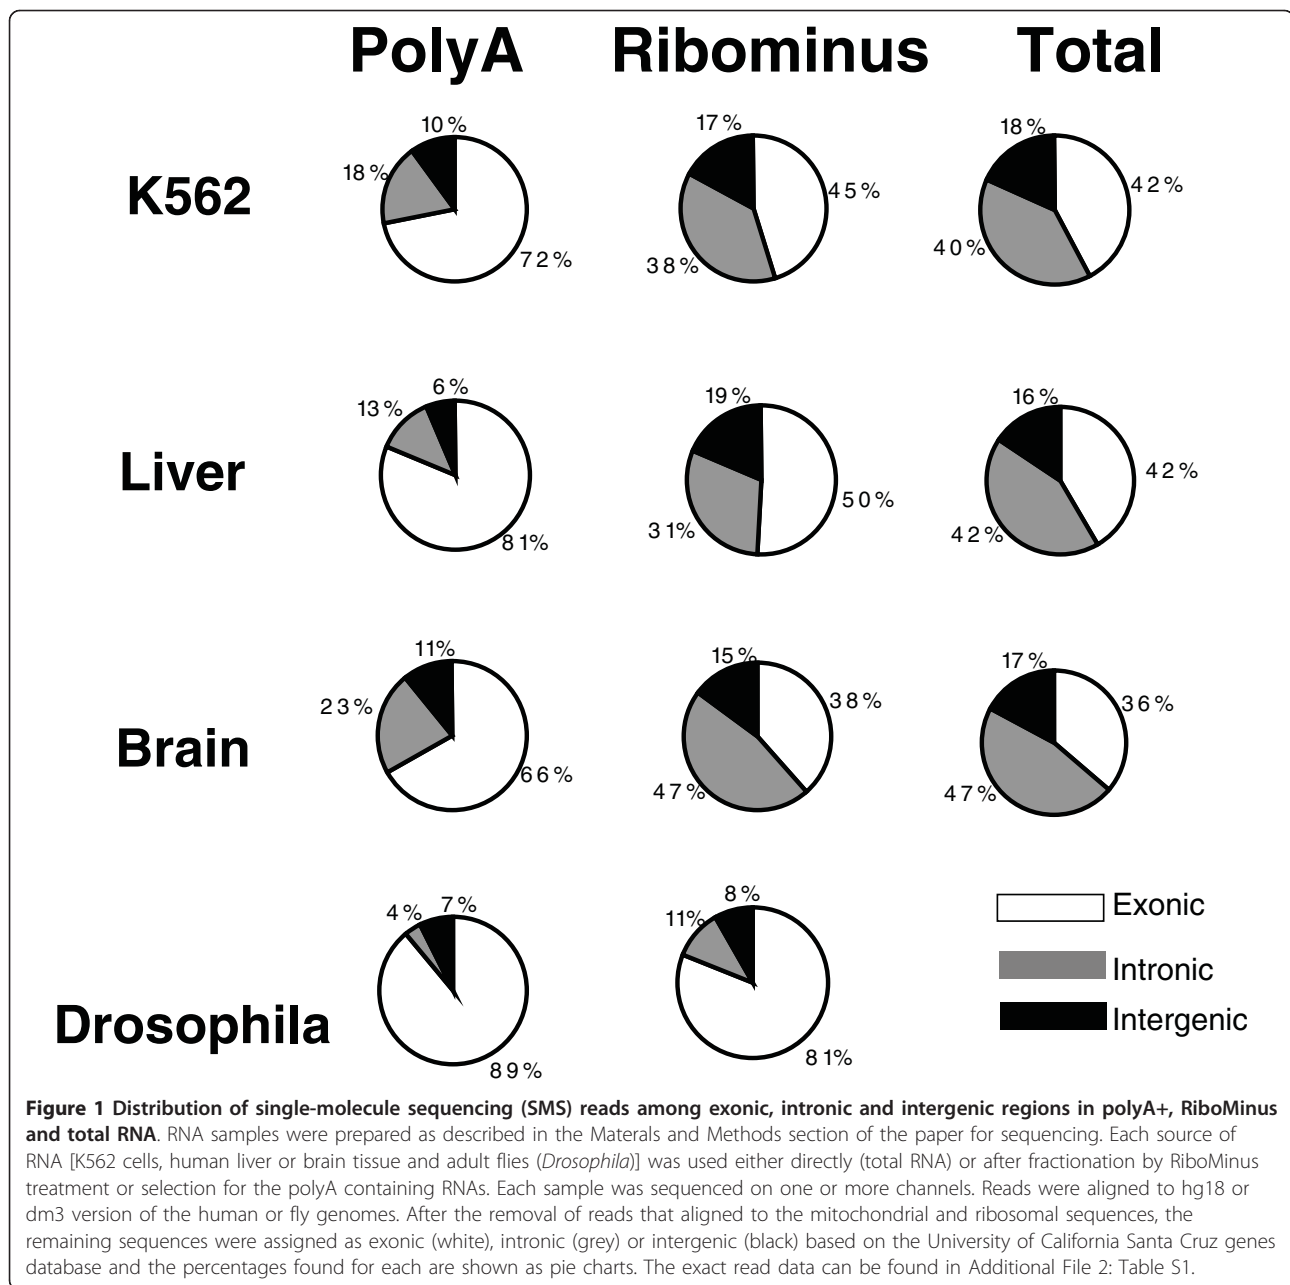 PolyA Ribominus Total
K562
10%
18%
72%
17%
45%
38%
18%
42%
40%
Liver
6%
13%
81%
19%
50%
31%
16%
42%
42%
Brain
11%
23%
66%
15%
38%
47%
17%
36%
47%
Drosophila
7%
4%
89%
8%
11%
81%
Exonic
Intronic
Intergenic
Figure 1 Distribution of single-molecule sequencing (SMS) reads among exonic, intronic and intergenic regions in polyA+, RiboMinus
and total RNA. RNA samples were prepared as described in the Materals and Methods section of the paper for sequencing. Each source of
RNA [K562 cells, human liver or brain tissue and adult flies (Drosophila)] was used either directly (total RNA) or after fractionation by RiboMinus
treatment or selection for the polyA containing RNAs. Each sample was sequenced on one or more channels. Reads were aligned to hg18 or
dm3 version of the human or fly genomes. After the removal of reads that aligned to the mitochondrial and ribosomal sequences, the
remaining sequences were assigned as exonic (white), intronic (grey) or intergenic (black) based on the University of California Santa Cruz genes
database and the percentages found for each are shown as pie charts. The exact read data can be found in Additional File 2: Table S1.